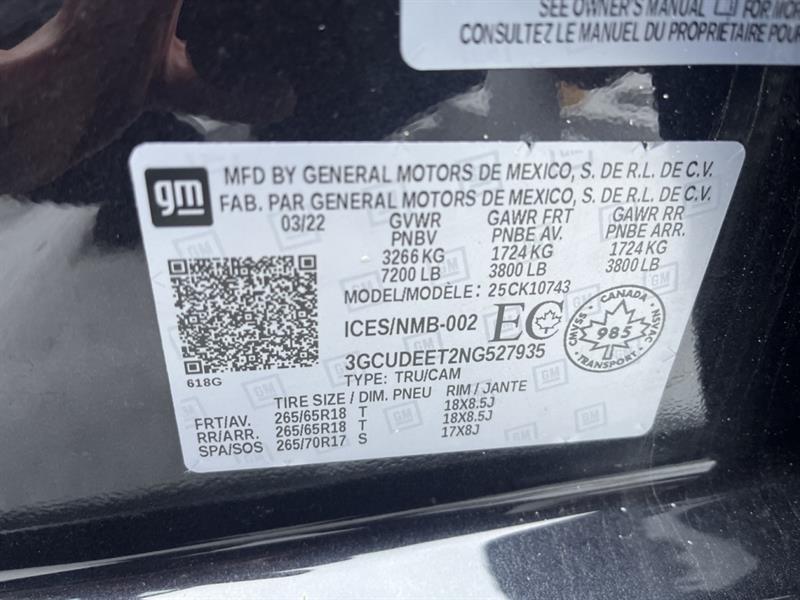 SEE OWNER'S MANUAL FOR MOR
CONSULTEZ LE MANUEL DU PROPRIETAIRE POUR
gm
MFD BY GENERAL MOTORS DE MEXICO, S. DE R.L. DE C.V.
FAB. PAR GENERAL MOTORS DE MEXICO, S. DE R.L. DE C.V.
03/22 GVWR GAWR FRT GAWR RR
PNBV PNBE AV. PNBE ARR.
3266 KG 1724 KG 1724 KG
7200 LB 3800 LB 3800 LB
MODEL/MODÈLE: 25CK10743
ICES/NMB-002 EC
CANADA
CMVSS 985 NSVAC
TRANSPORT
3GCUDEET2NG527935
618G
TYPE: TRU/CAM
TIRE SIZE / DIM. PNEU RIM / JANTE
FRT/AV. 265/65R18 T 18X8.5J
RR/ARR. 265/65R18 T 18X8.5J
SPA/SOS 265/70R17 S 17X8J